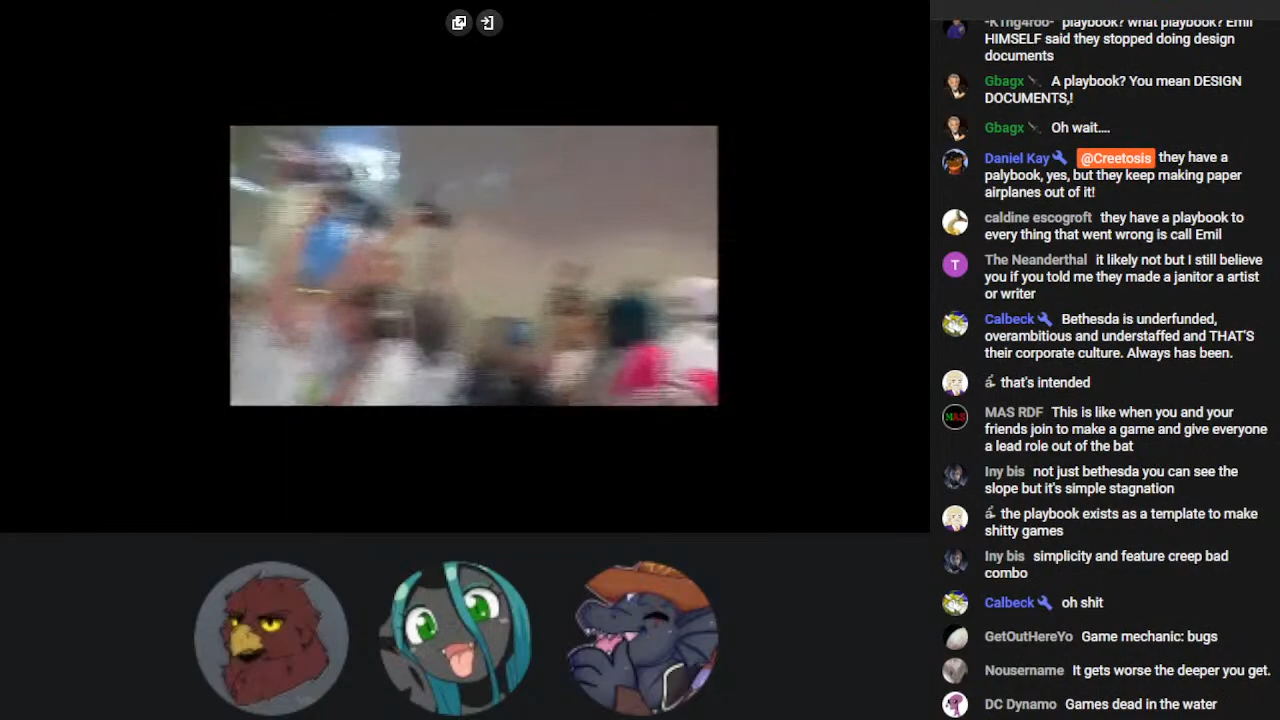 -K1ng4roo- playbook? what playbook? Emil
HIMSELF said they stopped doing design
documents
Gbagx A playbook? You mean DESIGN
DOCUMENTS,!
Gbagx Oh wait....
Daniel Kay @Creetosis they have a
palybook, yes, but they keep making paper
airplanes out of it!
caldine escogroft they have a playbook to
every thing that went wrong is call Emil
T
The Neanderthal it likely not but I still believe
you if you told me they made a janitor a artist
or writer
Calbeck Bethesda is underfunded,
overambitious and understaffed and THAT'S
their corporate culture. Always has been.
that's intended
MAS
MAS RDF This is like when you and your
friends join to make a game and give everyone
a lead role out of the bat
Iny bis not just bethesda you can see the
slope but it's simple stagnation
the playbook exists as a template to make
shitty games
Iny bis simplicity and feature creep bad
combo
Calbeck oh shit
GetOutHereYo Game mechanic: bugs
Nousername It gets worse the deeper you get.
DC Dynamo Games dead in the water